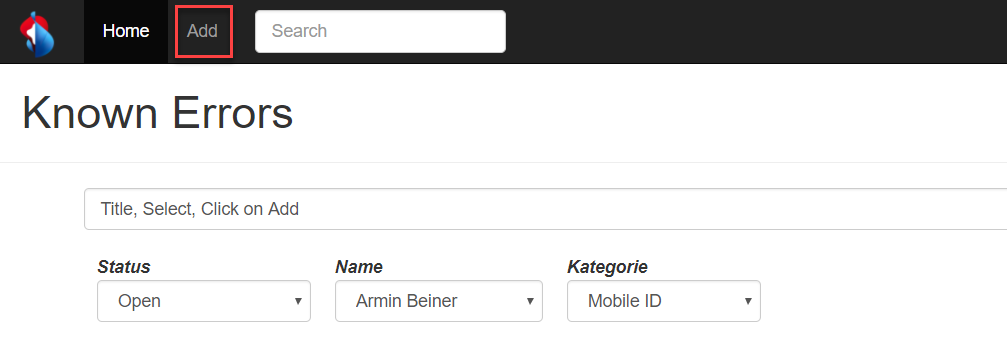 Home Add Search
Known Errors
Title, Select, Click on Add
Status Name Kategorie
Open Armin Beiner Mobile ID